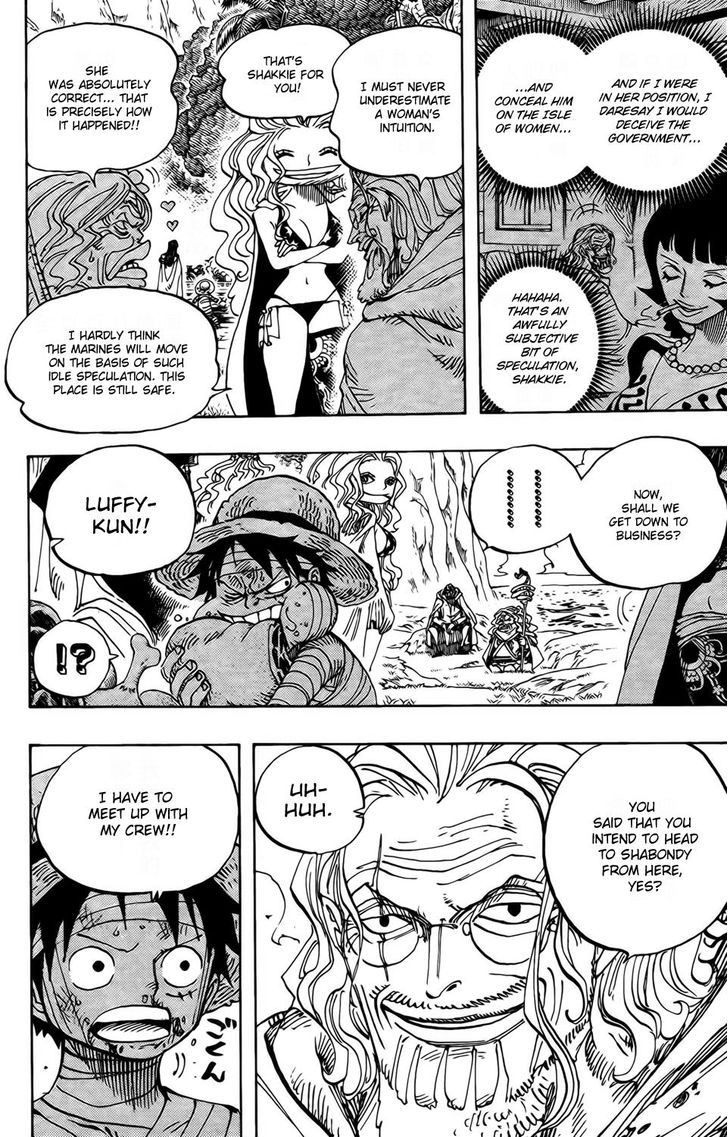 AND IF I WERE
IN HER POSITION, I
DARESAY I WOULD
DECEIVE THE
GOVERNMENT...
...AND
CONCEAL HIM
ON THE ISLE
OF WOMEN...
HAHAHA.
THAT'S AN
AWFULLY
SUBJECTIVE
BIT OF
SPECULATION,
SHAKKIE.
I MUST NEVER
UNDERESTIMATE
A WOMAN'S
INTUITION.
THAT'S
SHAKKIE FOR
YOU!
SHE
WAS ABSOLUTELY
CORRECT... THAT
IS PRECISELY HOW
IT HAPPENED!!
I HARDLY THINK
THE MARINES WILL MOVE
ON THE BASIS OF SUCH
IDLE SPECULATION. THIS
PLACE IS STILL SAFE.
NOW,
SHALL WE
GET DOWN TO
BUSINESS?
LUFFY-
KUN!!
!?
YOU
SAID THAT YOU
INTEND TO HEAD
TO SHABONDY
FROM HERE,
YES?
UH-
HUH.
I HAVE TO
MEET UP WITH
MY CREW!!
ごくん